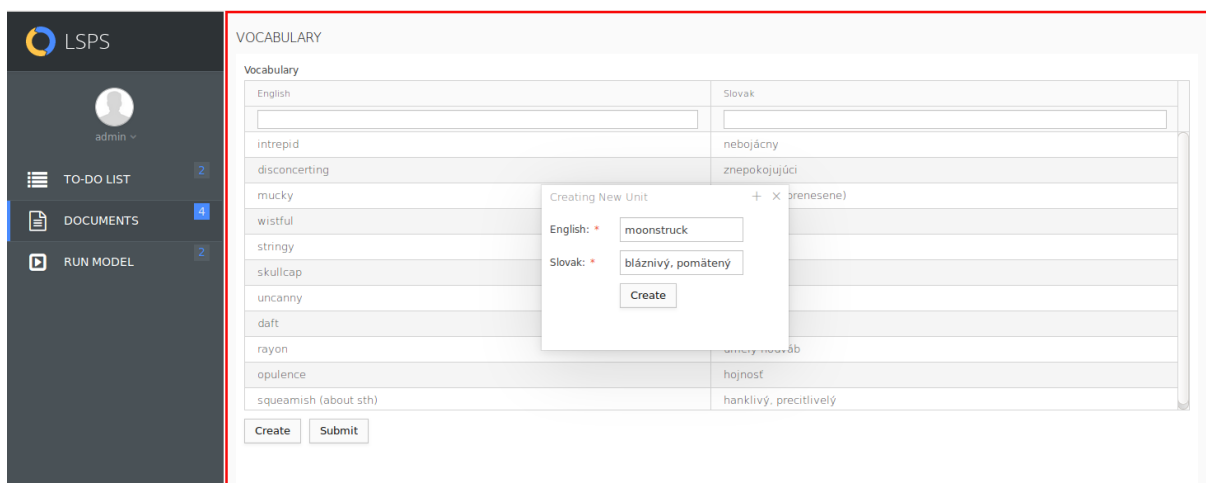 LSPS
admin
TO-DO LIST 2
DOCUMENTS 4
RUN MODEL 2
VOCABULARY
Vocabulary
English Slovak
intrepid nebojácny
disconcerting znepokojujúci
mucky prenesene)
wistful
stringy
skullcap
uncanny
daft
rayon
opulence hojnosť
squeamish (about sth) hanklivý, precitlivelý
Create Submit
Creating New Unit
English: * moonstruck
Slovak: * bláznivý, pomätený
Create